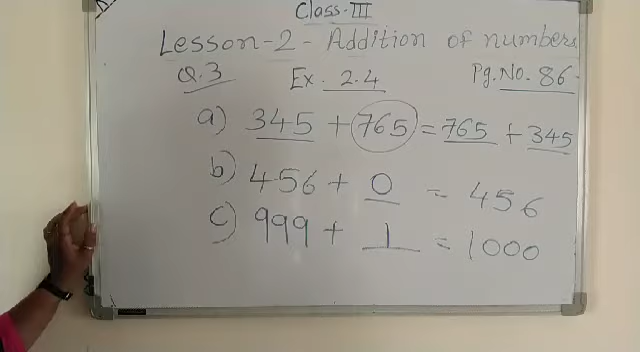 Class-III
Lesson-2 - Addition of numbers
Q.3 Ex. 2.4 Pg.No. 86
a) 345 + 765 = 765 + 345
b) 456 + 0 = 456
c) 999 + 1 = 1000